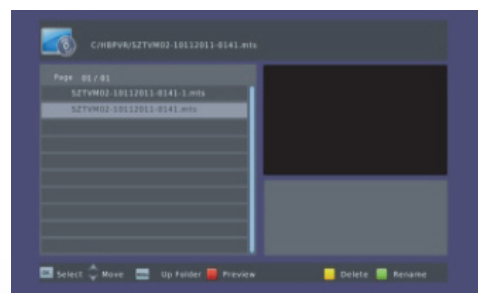 C/HBPVR/SZTVM02-10112011-0141.mts
Page 01/01
SZTVM02-10112011-0141-1.mts
SZTVM02-10112011-0141.mts
OK Select Move Up Folder Preview Delete Rename